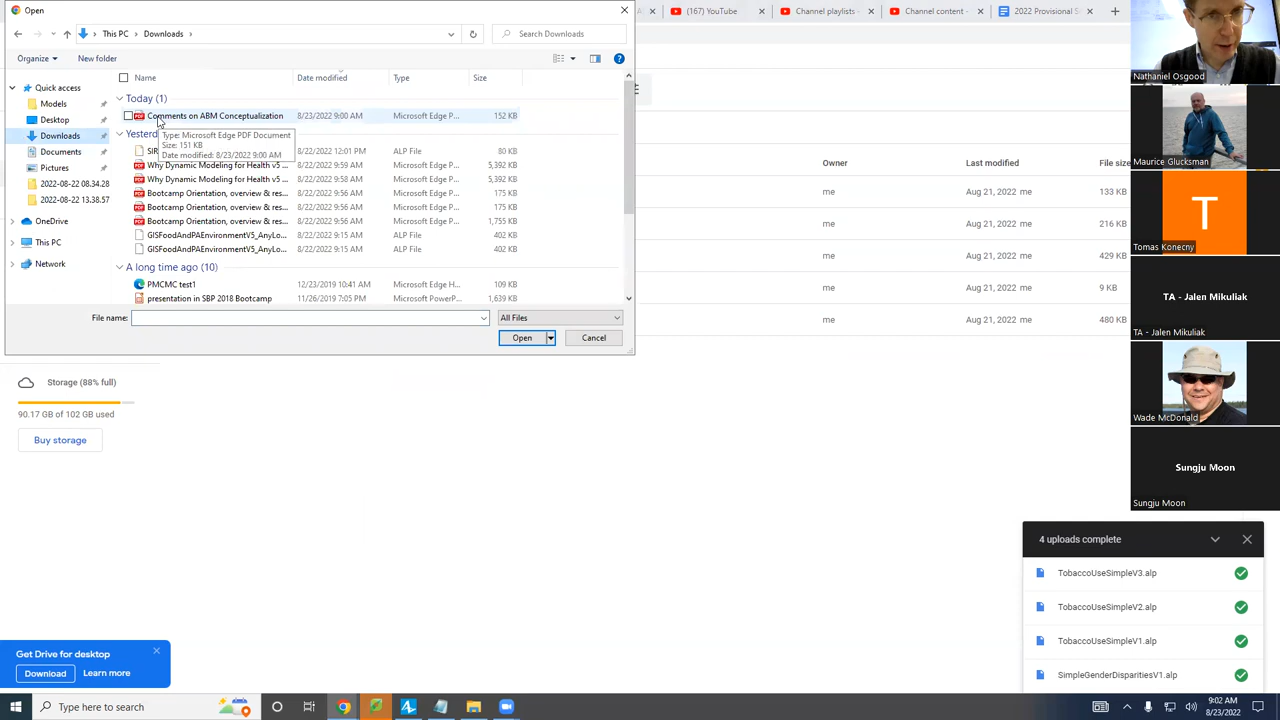 Open
(167) YouTube
Channel playlists -
Channel content -
2022 Provisional S
This PC
Downloads
Search Downloads
Organize
New folder
Name
Date modified
Type
Size
Quick access
Models
Desktop
Downloads
Documents
Pictures
2022-08-22 08.34.28
2022-08-22 13.38.57
OneDrive
This PC
Network
Today (1)
Comments on ABM Conceptualization 8/23/2022 9:00 AM Microsoft Edge P... 152 KB
Type: Microsoft Edge PDF Document
Size: 151 KB
Date modified: 8/23/2022 9:00 AM
Yesterd
SIR 8/22/2022 12:01 PM ALP File 80 KB
Why Dynamic Modeling for Health v5 ... 8/22/2022 9:56 AM Microsoft Edge P... 5,392 KB
Why Dynamic Modeling for Health v5 ... 8/22/2022 9:56 AM Microsoft Edge P... 5,392 KB
Bootcamp Orientation, overview & res... 8/22/2022 9:56 AM Microsoft Edge P... 175 KB
Bootcamp Orientation, overview & res... 8/22/2022 9:56 AM Microsoft Edge P... 175 KB
Bootcamp Orientation, overview & res... 8/22/2022 9:56 AM Microsoft Edge P... 1,755 KB
GISFoodAndPAEnvironmentV5_AnyLo... 8/22/2022 9:15 AM ALP File 402 KB
GISFoodAndPAEnvironmentV5_AnyLo... 8/22/2022 9:15 AM ALP File 402 KB
A long time ago (10)
PMCMC test1 12/23/2019 10:41 AM Microsoft Edge H... 109 KB
presentation in SBP 2018 Bootcamp 11/26/2019 7:05 PM Microsoft PowerP... 1,639 KB
File name:
All Files
Open
Cancel
Owner
Last modified
File size
me Aug 21, 2022 me 133 KB
me Aug 21, 2022 me 216 KB
me Aug 21, 2022 me 429 KB
me Aug 21, 2022 me 9 KB
me Aug 21, 2022 me 480 KB
Storage (88% full)
90.17 GB of 102 GB used
Buy storage
Nathaniel Osgood
Maurice Glucksman
T
Tomas Konecny
TA - Jalen Mikuliak
TA - Jalen Mikuliak
Wade McDonald
Sungju Moon
Sungju Moon
4 uploads complete
TobaccoUseSimpleV3.alp
TobaccoUseSimpleV2.alp
TobaccoUseSimpleV1.alp
SimpleGenderDisparitiesV1.alp
Get Drive for desktop
Download
Learn more
Type here to search
9:02 AM
8/23/2022